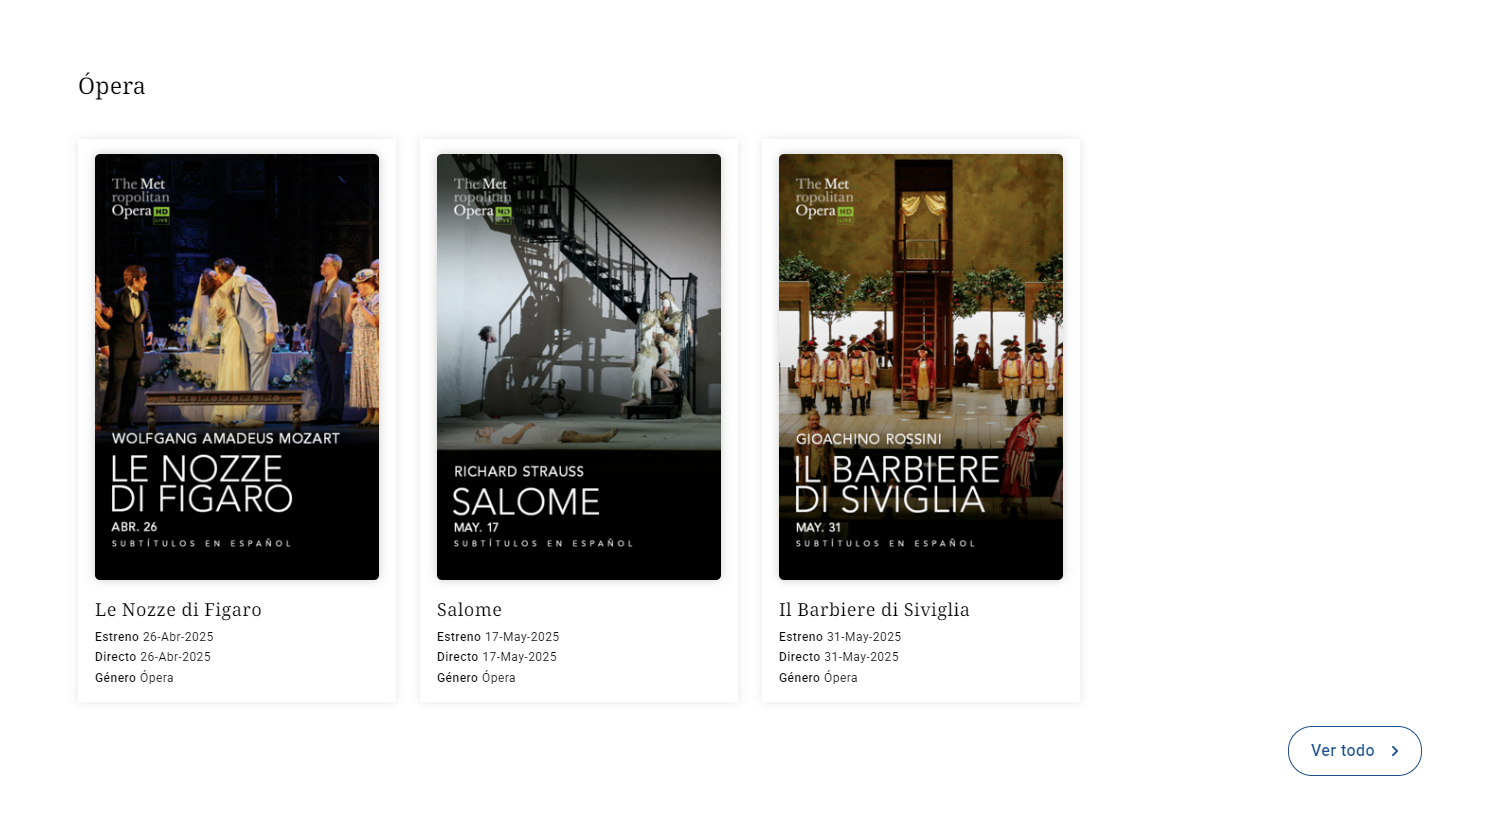 Ópera
The Met
ropolitan
Opera HD
LIVE
WOLFGANG AMADEUS MOZART
LE NOZZE
DI FIGARO
ABR. 26
SUBTÍTULOS EN ESPAÑOL
Le Nozze di Figaro
Estreno 26-Abr-2025
Directo 26-Abr-2025
Género Ópera
The Met
ropolitan
Opera HD
LIVE
RICHARD STRAUSS
SALOME
MAY. 17
SUBTÍTULOS EN ESPAÑOL
Salome
Estreno 17-May-2025
Directo 17-May-2025
Género Ópera
The Met
ropolitan
Opera HD
LIVE
GIOACHINO ROSSINI
IL BARBIERE
DI SIVIGLIA
MAY. 31
SUBTÍTULOS EN ESPAÑOL
Il Barbiere di Siviglia
Estreno 31-May-2025
Directo 31-May-2025
Género Ópera
Ver todo